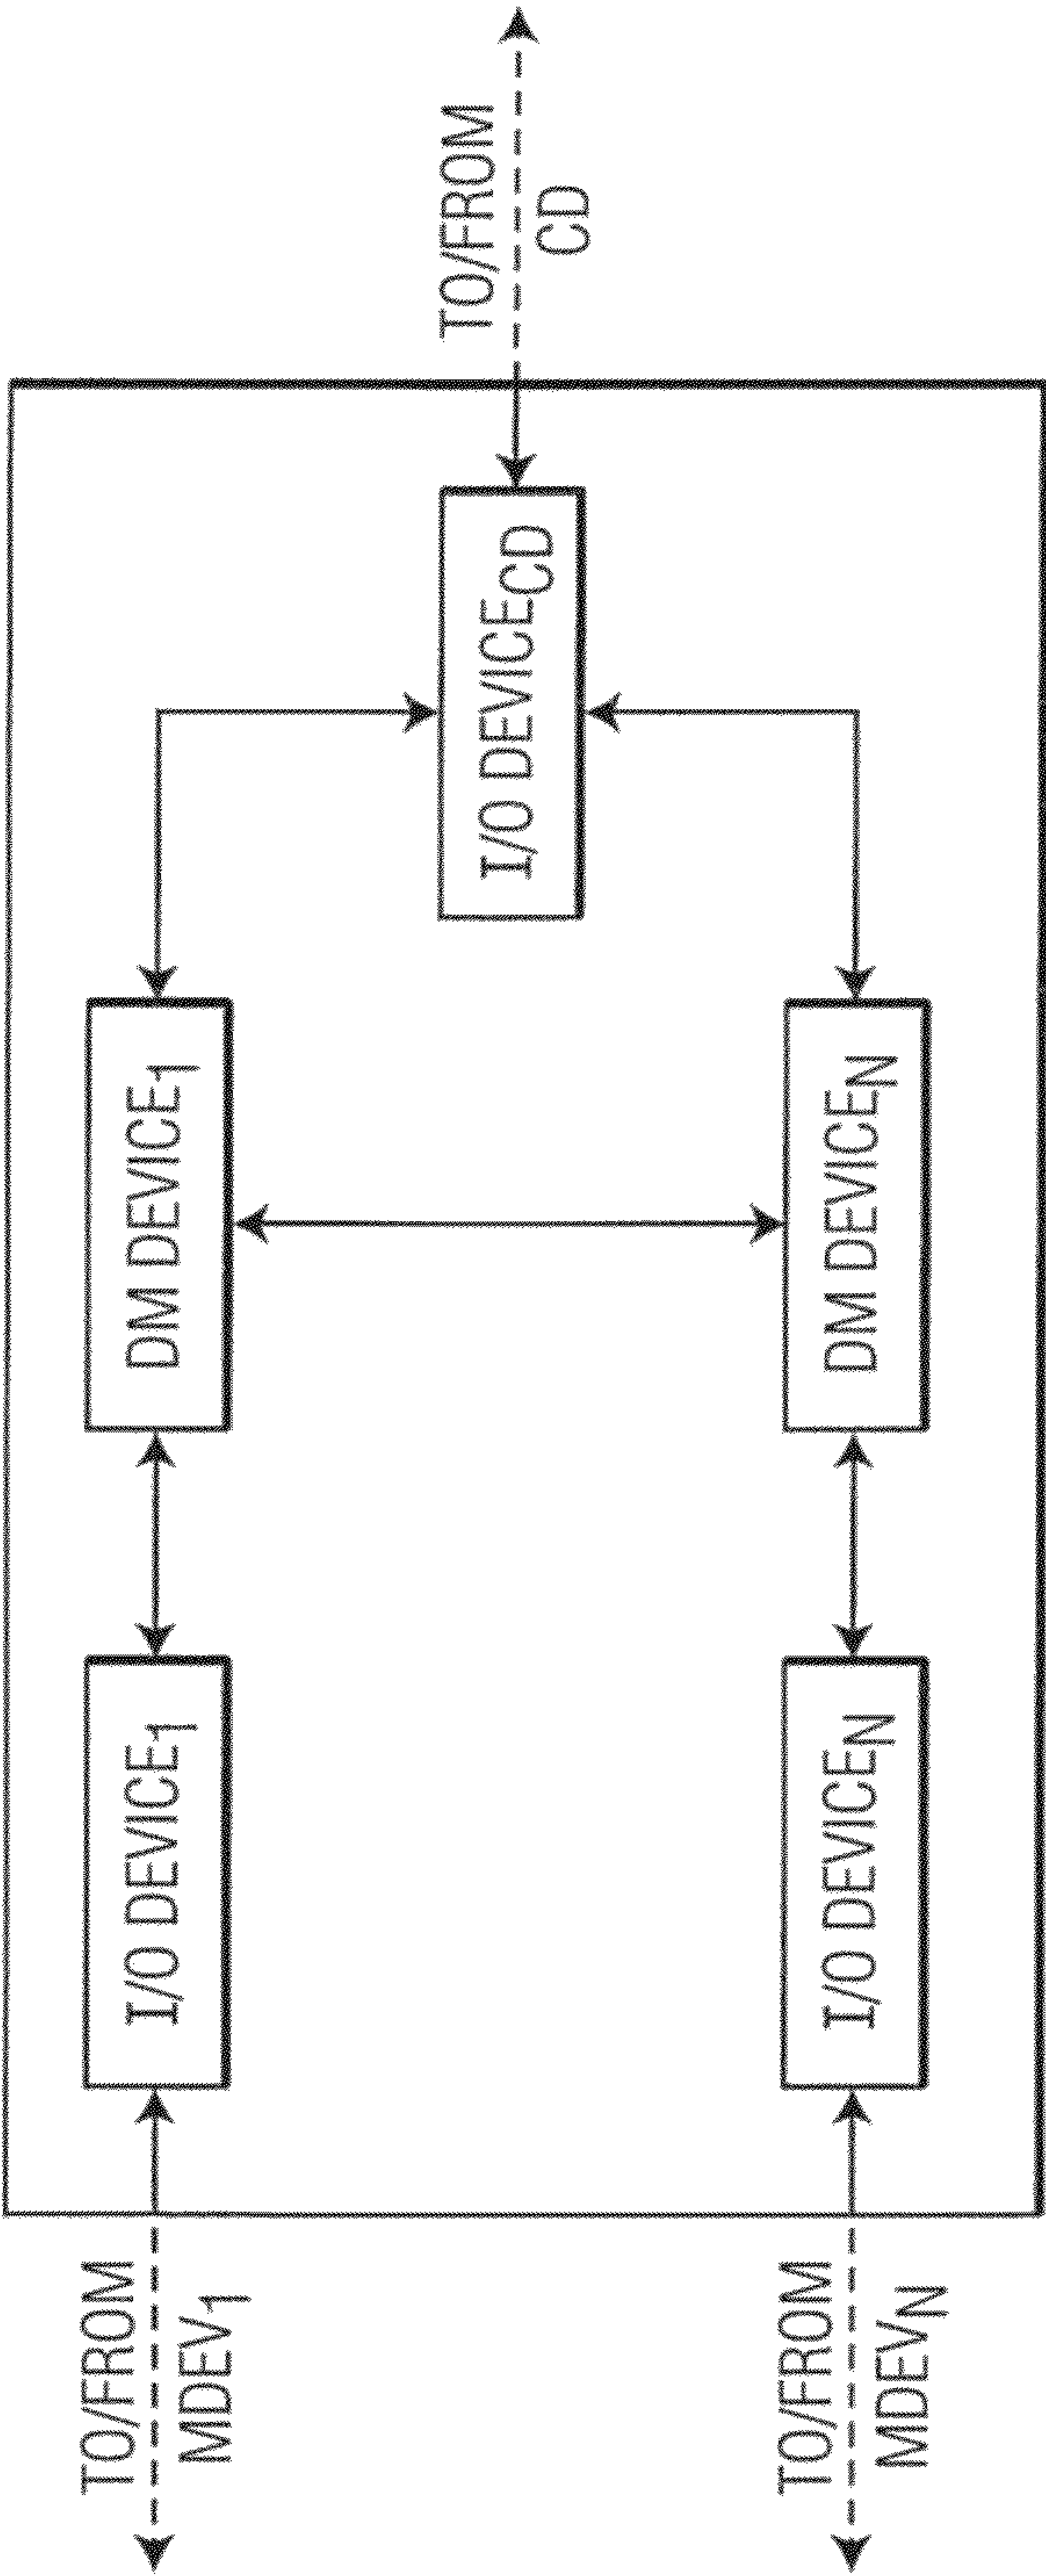 TO/FROM
MDEV1
I/O DEVICE1
DM DEVICE1
I/O DEVICECD
TO/FROM
CD
TO/FROM
MDEVN
I/O DEVICEN
DM DEVICEN